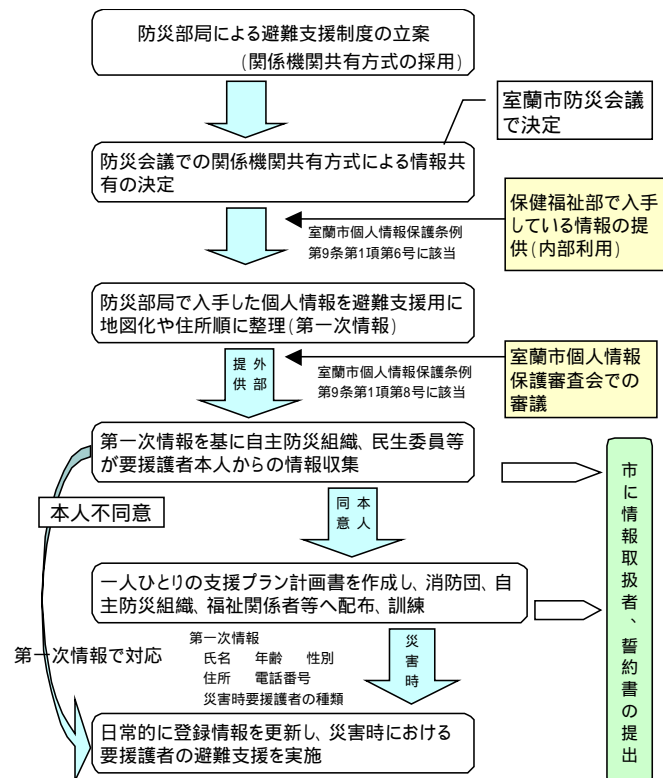 防災部局による避難支援制度の立案
(関係機関共有方式の採用)
室蘭市防災会議
で決定
防災会議での関係機関共有方式による情報共
有の決定
保健福祉部で入手
している情報の提
供(内部利用)
室蘭市個人情報保護条例
第9条第1項第6号に該当
防災部局で入手した個人情報を避難支援用に
地図化や住所順に整理(第一次情報)
外部
提供
室蘭市個人情報保護条例
第9条第1項第8号に該当
室蘭市個人情報
保護審査会での
審議
第一次情報を基に自主防災組織、民生委員等
が要援護者本人からの情報収集
本人不同意
本人
同意
市に情報取扱者、誓約書の提出
一人ひとりの支援プラン計画書を作成し、消防団、自
主防災組織、福祉関係者等へ配布、訓練
第一次情報で対応
第一次情報
氏名 年齢 性別
住所 電話番号
災害時要援護者の種類
災害時
日常的に登録情報を更新し、災害時における
要援護者の避難支援を実施